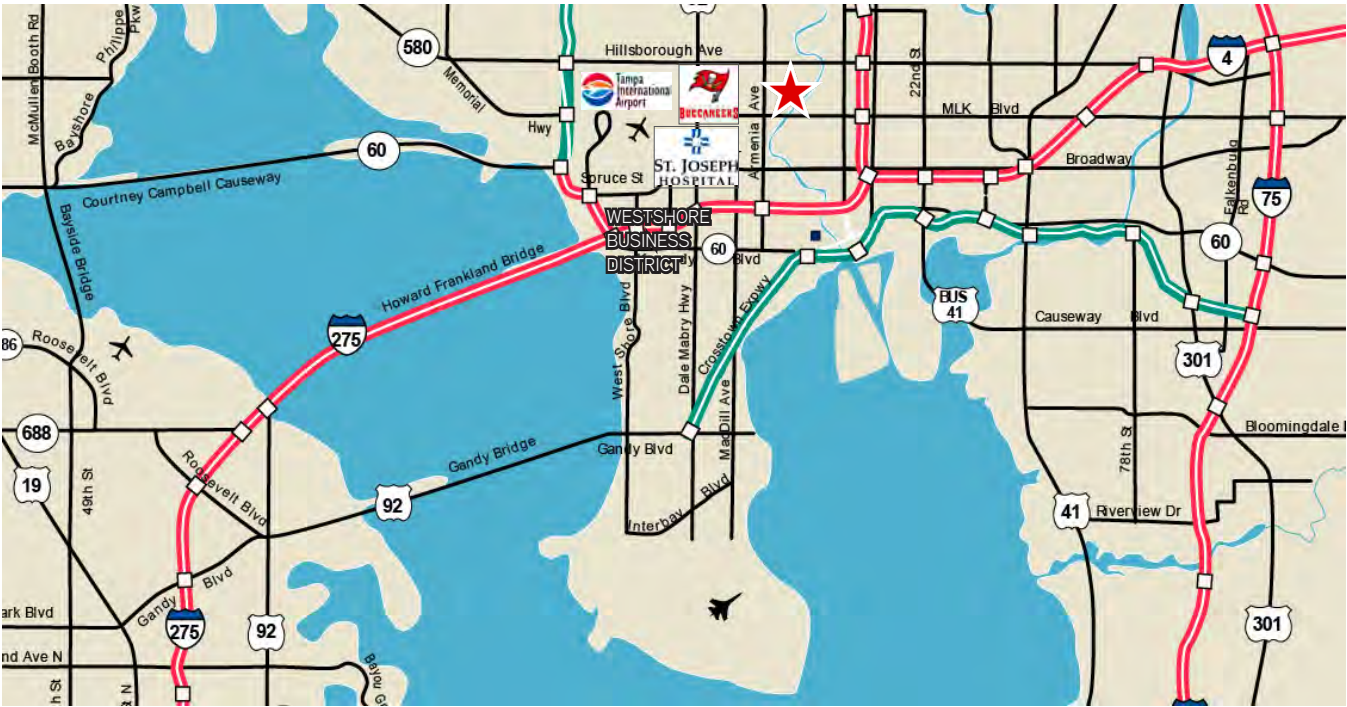 McMullen Booth Rd
Philippe
Pkwy
Bayshore
580
Memorial
Hwy
Hillsborough Ave
Tampa
International
Airport
BUCCANEERS
ST. JOSEPH
HOSPITAL
Armenia Ave
22nd St
MLK Blvd
4
Broadway
Falkenburg
Rd
75
60
Courtney Campbell Causeway
60
Spruce St
WESTSHORE
BUSINESS
DISTRICT
60
Blvd
Bayside Bridge
Howard Frankland Bridge
275
West Shore Blvd
Dale Mabry Hwy
Crosstown Expwy
MacDill Ave
BUS
41
Causeway Blvd
301
86
Roosevelt Blvd
688
19
49th St
Roosevelt Blvd
Gandy Bridge
92
Gandy Blvd
Interbay Blvd
78th St
Bloomingdale
41
Riverview Dr
301
Gandy Blvd
275
92
ark Blvd
nd Ave N
h St
N
Bayou Gr